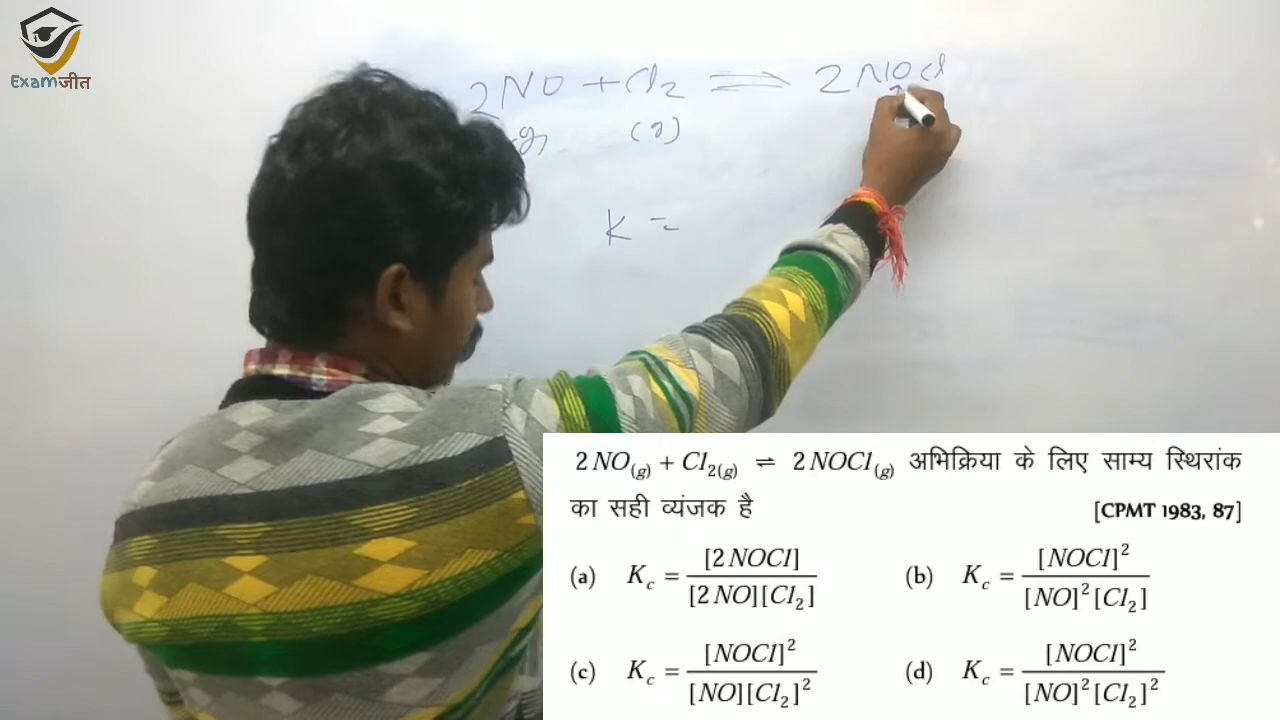 Examजीत
2NO + Cl2 ⇌ 2NOCl
(g) (g)
K =
2NO(g) + Cl2(g) ⇌ 2NOCl(g) अभिक्रिया के लिए साम्य स्थिरांक
का सही व्यंजक है [CPMT 1983, 87]
(a) Kc = [2NOCl] / [2NO][Cl2] (b) Kc = [NOCl]² / [NO]²[Cl2]
(c) Kc = [NOCl]² / [NO][Cl2]² (d) Kc = [NOCl]² / [NO]²[Cl2]²